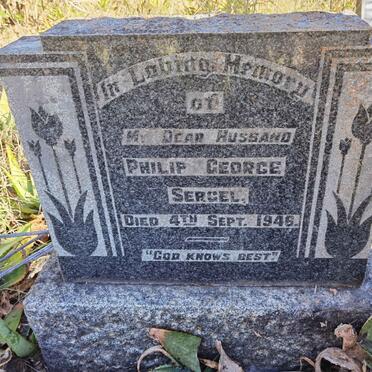 In Loving Memory
of
My Dear Husband
Philip George
Sergel.
Died 4th Sept. 1946
"God knows best"